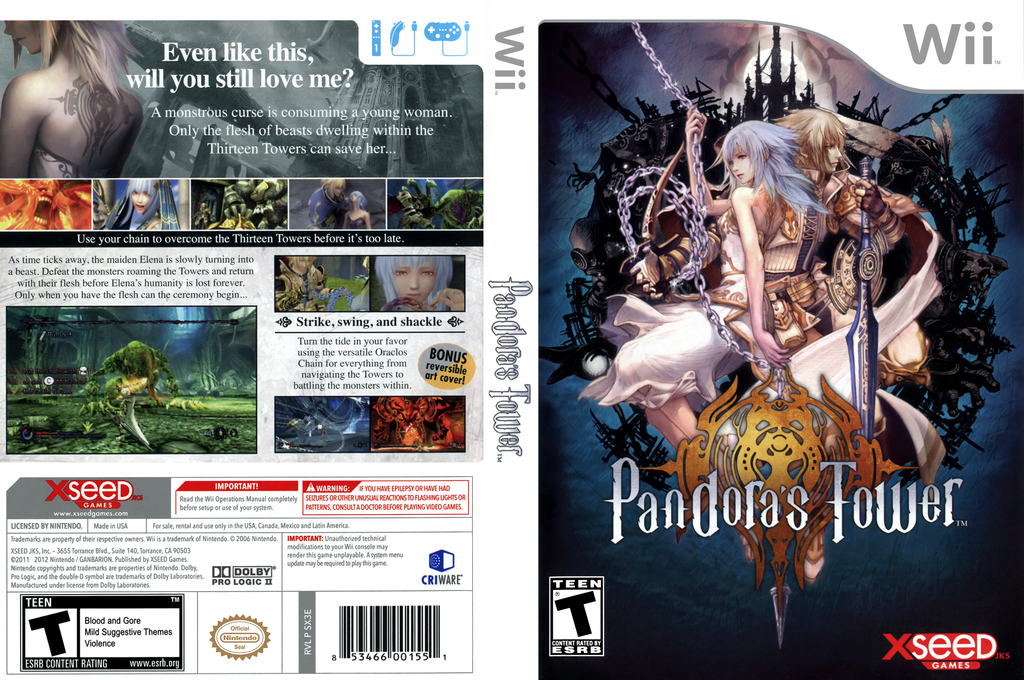 Even like this,
will you still love me?
A monstrous curse is consuming a young woman.
Only the flesh of beasts dwelling within the
Thirteen Towers can save her...
Use your chain to overcome the Thirteen Towers before it's too late.
As time ticks away, the maiden Elena is slowly turning into
a beast. Defeat the monsters roaming the Towers and return
with their flesh before Elena's humanity is lost forever.
Only when you have the flesh can the ceremony begin...
Strike, swing, and shackle
Turn the tide in your favor
using the versatile Oraclos
Chain for everything from
navigating the Towers to
battling the monsters within.
BONUS
reversible
art cover!
XSEED JKS
GAMES
www.xseedgames.com
IMPORTANT!
Read the Wii Operations Manual completely
before setup or use of your system.
WARNING: IF YOU HAVE EPILEPSY OR HAVE HAD
SEIZURES OR OTHER UNUSUAL REACTIONS TO FLASHING LIGHTS OR
PATTERNS, CONSULT A DOCTOR BEFORE PLAYING VIDEO GAMES.
LICENSED BY NINTENDO.
Made in USA
For sale, rental and use only in the USA, Canada, Mexico and Latin America.
Trademarks are property of their respective owners. Wii is a trademark of Nintendo. © 2006 Nintendo.
XSEED JKS, Inc. - 3655 Torrance Blvd., Suite 140, Torrance, CA 90503
©2011 2012 Nintendo / GANBARION. Published by XSEED Games.
Nintendo copyrights and trademarks are properties of Nintendo. Dolby,
Pro Logic, and the double-D symbol are trademarks of Dolby Laboratories.
Manufactured under license from Dolby Laboratories.
DOLBY
PRO LOGIC II
IMPORTANT: Unauthorized technical
modifications to your Wii console may
render this game unplayable. A system menu
update may be required to play this game.
CRIWARE
TEEN TM
T
Blood and Gore
Mild Suggestive Themes
Violence
ESRB CONTENT RATING www.esrb.org
Official
Nintendo
Seal
RVL P SX3E
8 53466 00155 1
Wii
Pandora's Tower TM
Wii TM
Pandora's Tower TM
TEEN
T
CONTENT RATED BY
ESRB
XSEED JKS
GAMES